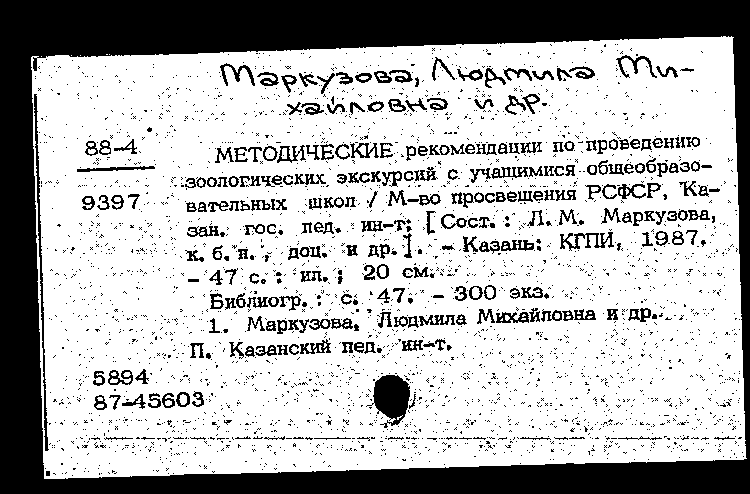 Маркузова, Людмила Ми-
хайловна и др.
88-4
9397
МЕТОДИЧЕСКИЕ рекомендации по проведению
зоологических экскурсий с учащимися общеобразо-
вательных школ / М-во просвещения РСФСР, Ка-
зан. гос. пед. ин-т; [Сост. : Л. М. Маркузова,
к. б. н. , доц. и др.]. - Казань: КГПИ, 1987.
- 47 с. : ил. ; 20 см.
Библиогр. : с. 47. - 300 экз.
1. Маркузова, Людмила Михайловна и др.
П. Казанский пед. ин-т.
5894
87-45603